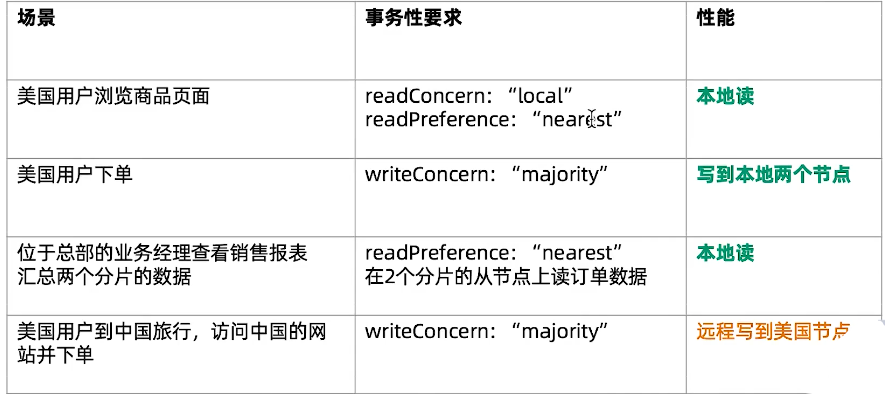 场景
事务性要求
性能
美国用户浏览商品页面
readConcern：“local”
readPreference：“nearest”
本地读
美国用户下单
writeConcern：“majority”
写到本地两个节点
位于总部的业务经理查看销售报表
汇总两个分片的数据
readPreference：“nearest”
在2个分片的从节点上读订单数据
本地读
美国用户到中国旅行，访问中国的网
站并下单
writeConcern：“majority”
远程写到美国节点